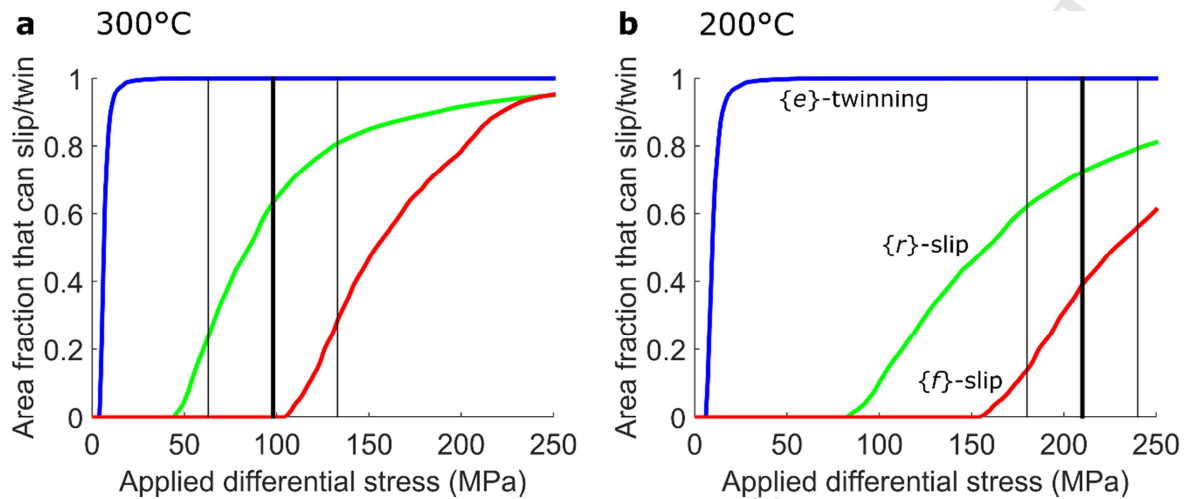 a 300°C
Area fraction that can slip/twin
1
0.8
0.6
0.4
0.2
0
0 50 100 150 200 250
Applied differential stress (MPa)
b 200°C
Area fraction that can slip/twin
1
0.8
0.6
0.4
0.2
0
{e}-twinning
{r}-slip
{f}-slip
0 50 100 150 200 250
Applied differential stress (MPa)